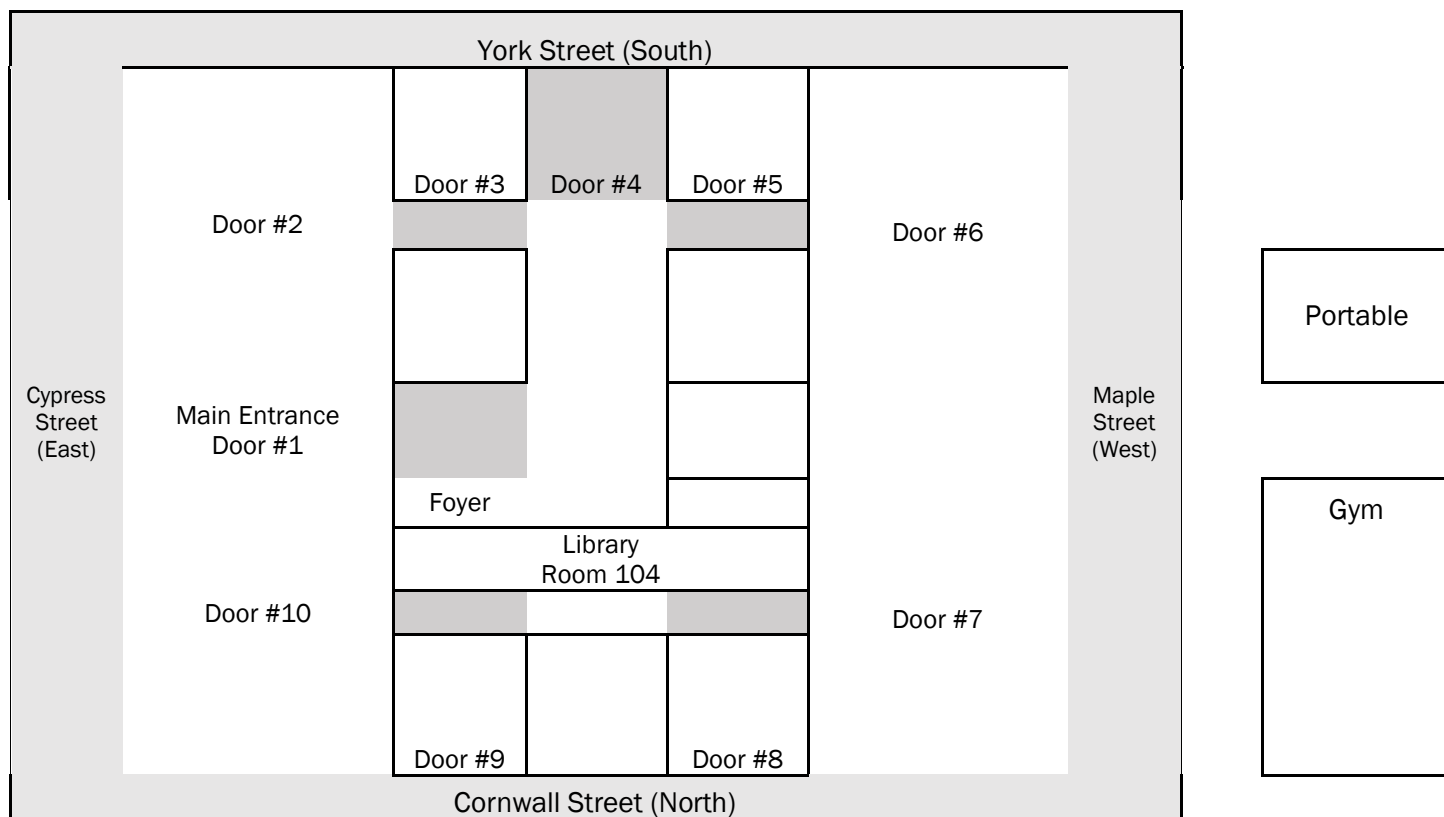 York Street (South)
Door #3
Door #4
Door #5
Door #2
Door #6
Portable
Cypress
Street
(East)
Main Entrance
Door #1
Maple
Street
(West)
Foyer
Gym
Library
Room 104
Door #10
Door #7
Door #9
Door #8
Cornwall Street (North)